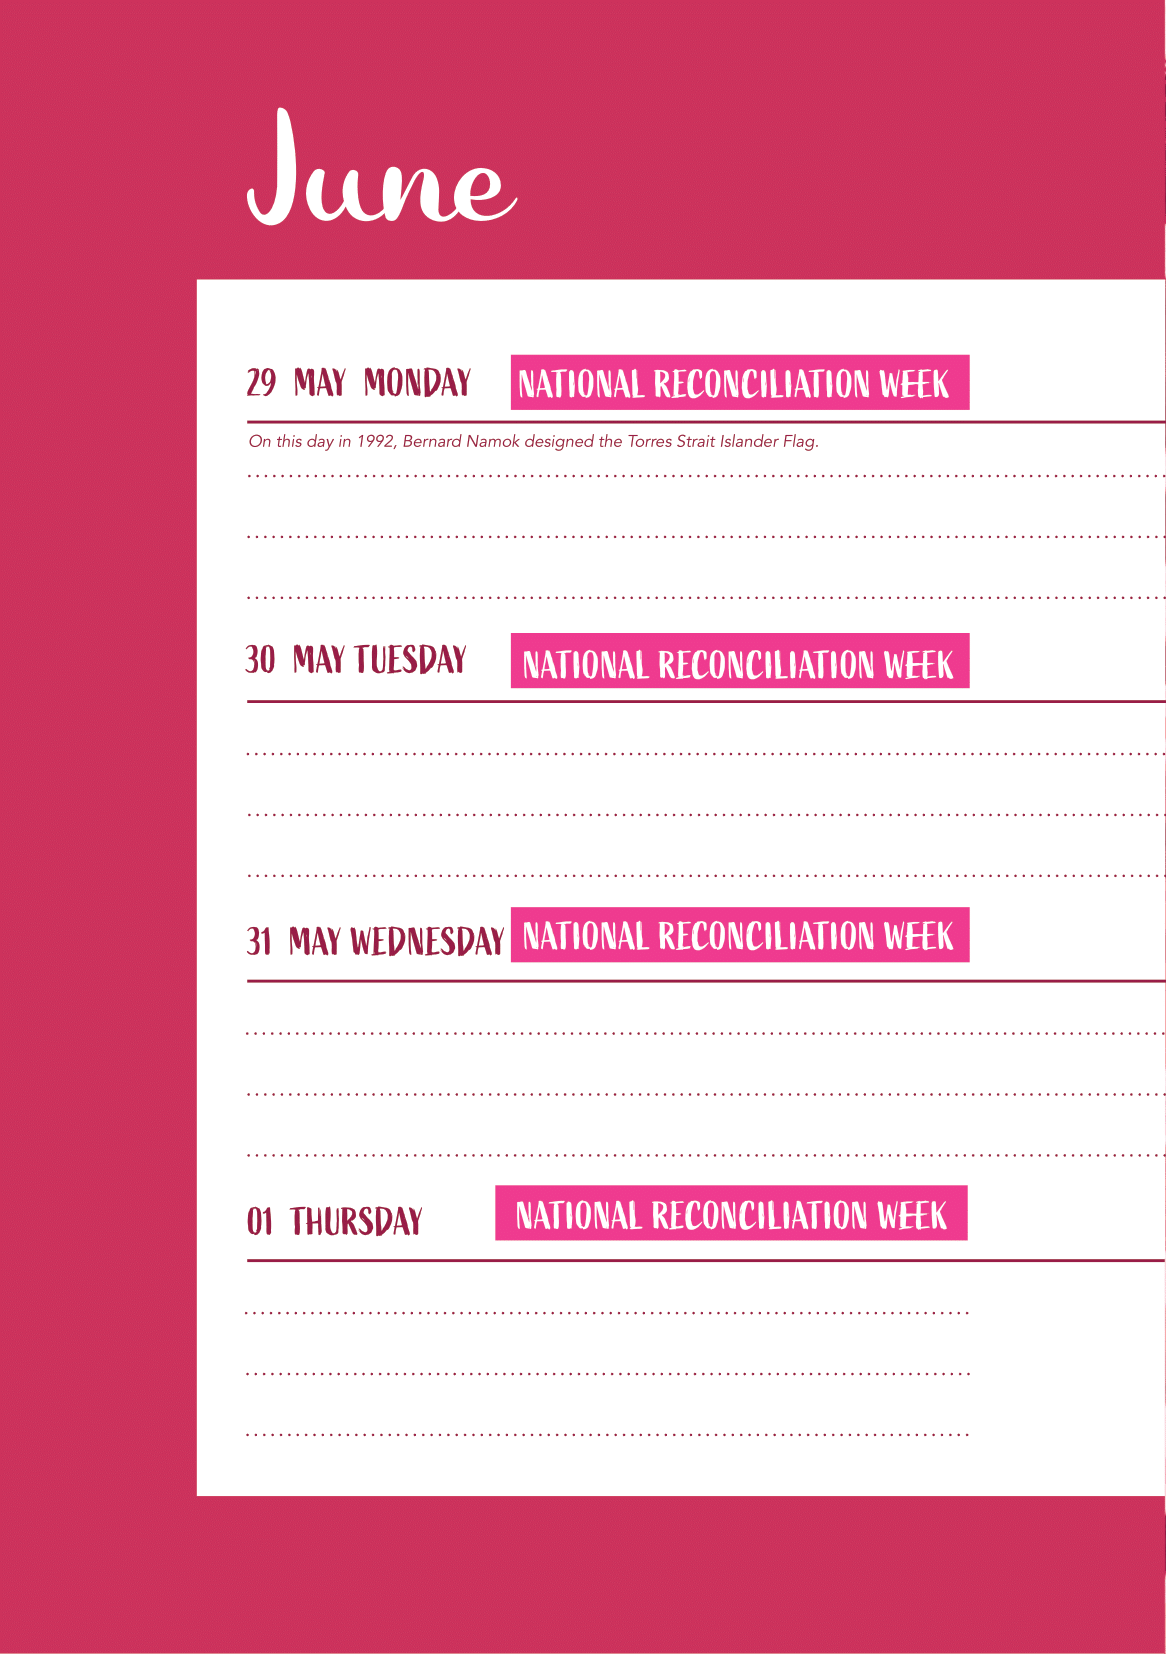 June
29 MAY MONDAY NATIONAL RECONCILIATION WEEK
On this day in 1992, Bernard Namok designed the Torres Strait Islander Flag.
30 MAY TUESDAY NATIONAL RECONCILIATION WEEK
31 MAY WEDNESDAY NATIONAL RECONCILIATION WEEK
01 THURSDAY NATIONAL RECONCILIATION WEEK